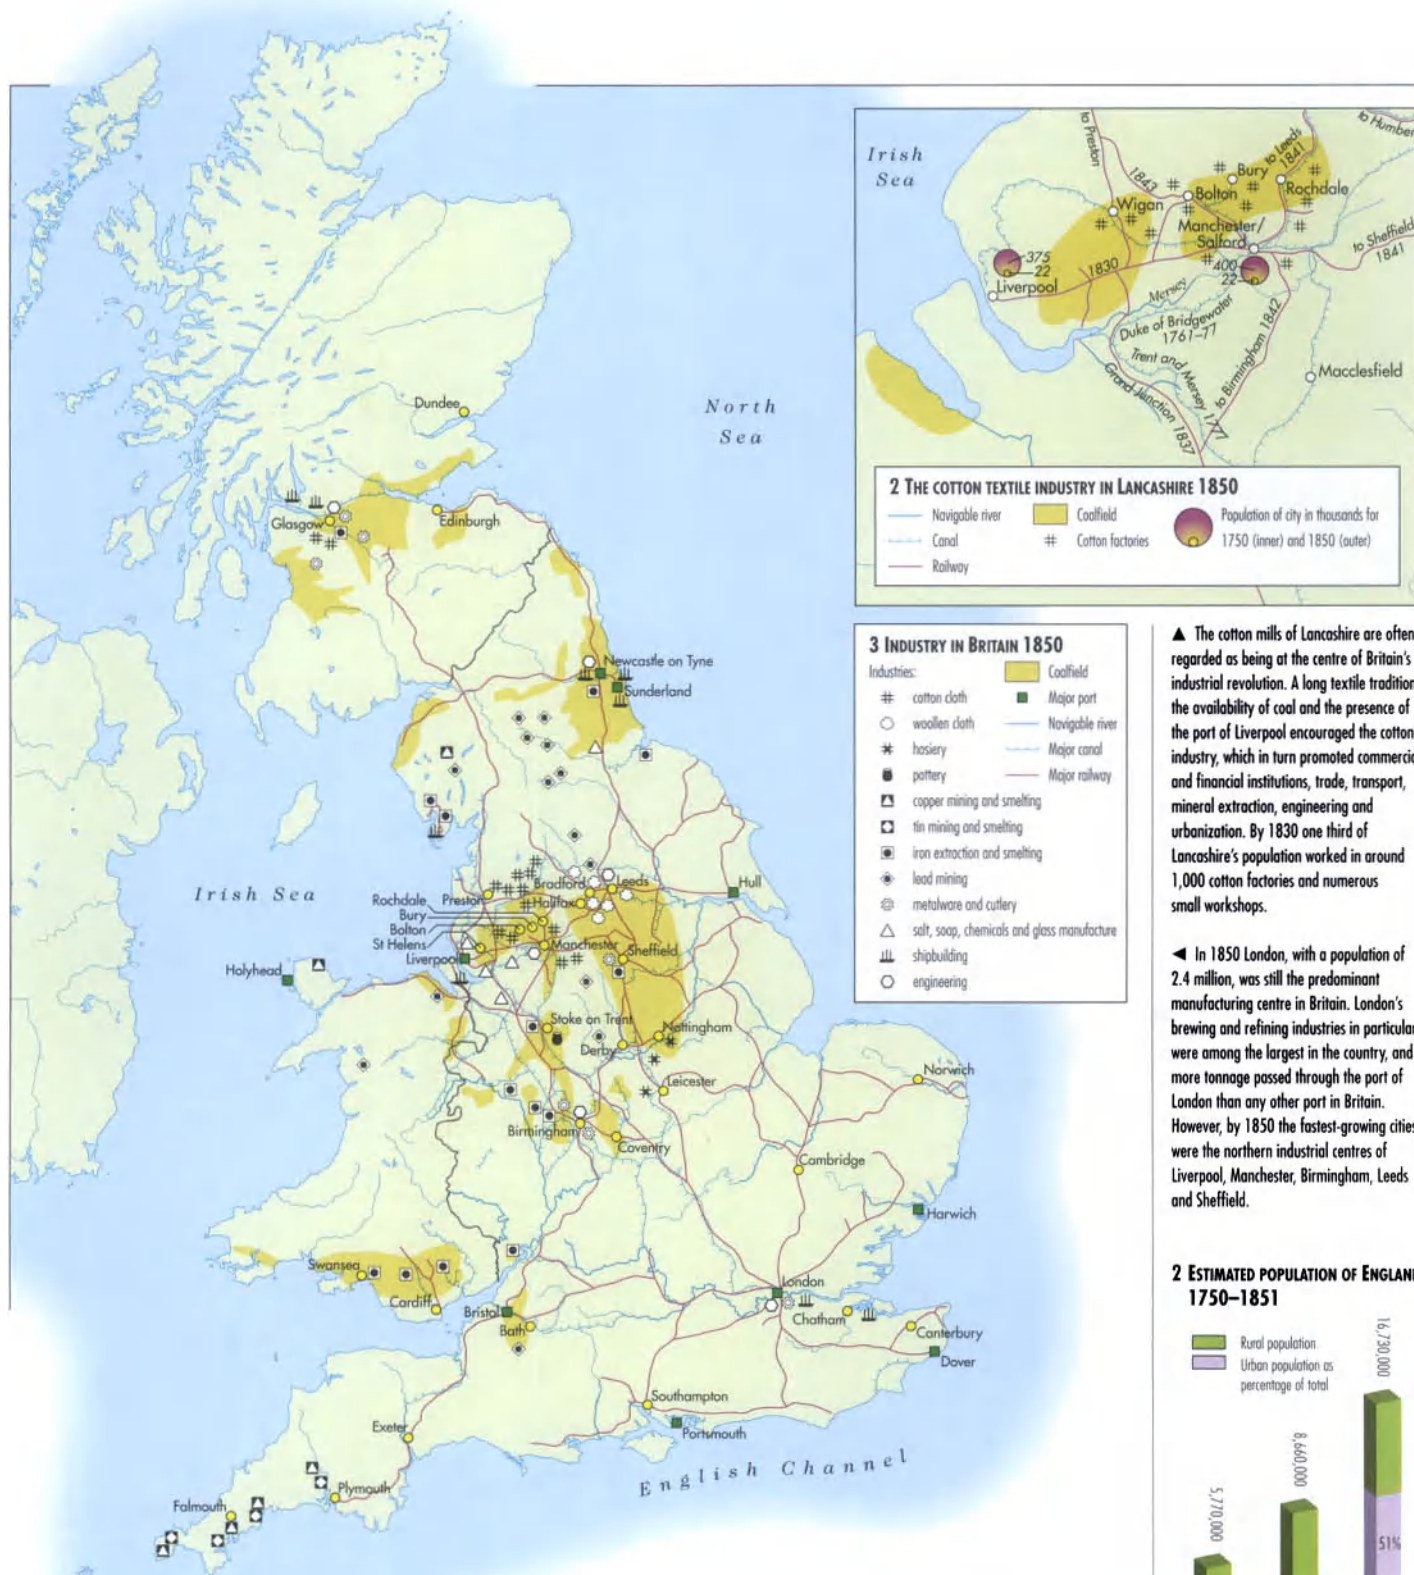 Irish
Sea
to Preston
1843
Bury
to Leeds
1841
to Humber
Bolton
Rochdale
Wigan
Manchester/
Salford
to Sheffield
1841
375
22
Liverpool
1830
400
22
Mersey
Duke of Bridgewater
1761–77
Trent and Mersey 1777
Grand Junction 1837
to Birmingham 1842
Macclesfield
2 THE COTTON TEXTILE INDUSTRY IN LANCASHIRE 1850
Navigable river
Canal
Railway
Coalfield
Cotton factories
Population of city in thousands for
1750 (inner) and 1850 (outer)
North
Sea
Dundee
Glasgow
Edinburgh
Newcastle on Tyne
Sunderland
Irish Sea
Rochdale
Bury
Bolton
St Helens
Liverpool
Preston
Bradford
Leeds
Halifax
Hull
Manchester
Sheffield
Holyhead
Stoke on Trent
Nottingham
Derby
Leicester
Norwich
Birmingham
Coventry
Cambridge
Harwich
Swansea
Cardiff
Bristol
Bath
London
Chatham
Canterbury
Dover
Southampton
Portsmouth
Exeter
Plymouth
Falmouth
English Channel
3 INDUSTRY IN BRITAIN 1850
Industries:
cotton cloth
woollen cloth
hosiery
pottery
copper mining and smelting
tin mining and smelting
iron extraction and smelting
lead mining
metalware and cutlery
salt, soap, chemicals and glass manufacture
shipbuilding
engineering
Coalfield
Major port
Navigable river
Major canal
Major railway
▲ The cotton mills of Lancashire are often
regarded as being at the centre of Britain's
industrial revolution. A long textile tradition
the availability of coal and the presence of
the port of Liverpool encouraged the cotton
industry, which in turn promoted commercia
and financial institutions, trade, transport,
mineral extraction, engineering and
urbanization. By 1830 one third of
Lancashire's population worked in around
1,000 cotton factories and numerous
small workshops.
◄ In 1850 London, with a population of
2.4 million, was still the predominant
manufacturing centre in Britain. London's
brewing and refining industries in particular
were among the largest in the country, and
more tonnage passed through the port of
London than any other port in Britain.
However, by 1850 the fastest-growing cities
were the northern industrial centres of
Liverpool, Manchester, Birmingham, Leeds
and Sheffield.
2 ESTIMATED POPULATION OF ENGLAND
1750–1851
Rural population
Urban population as
percentage of total
5,770,000
8,660,000
16,730,000
51%